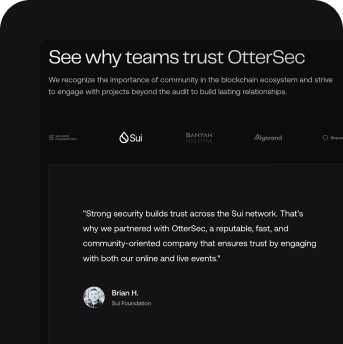 See why teams trust OtterSec
We recognize the importance of community in the blockchain ecosystem and strive
to engage with projects beyond the audit to build lasting relationships.
Sui
BANYAN
COLLECTIVE
Algorand
"Strong security builds trust across the Sui network. That's
why we partnered with OtterSec, a reputable, fast, and
community-oriented company that ensures trust by engaging
with both our online and live events."
Brian H.
Sui Foundation